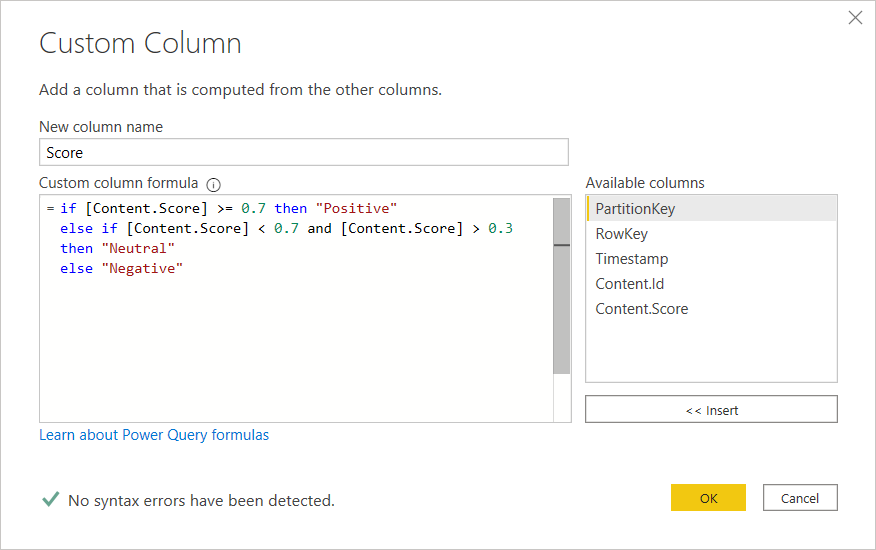 Custom Column
Add a column that is computed from the other columns.
New column name
Score
Custom column formula
= if [Content.Score] >= 0.7 then "Positive"
else if [Content.Score] < 0.7 and [Content.Score] > 0.3
then "Neutral"
else "Negative"
Available columns
PartitionKey
RowKey
Timestamp
Content.Id
Content.Score
<< Insert
Learn about Power Query formulas
No syntax errors have been detected.
OK
Cancel